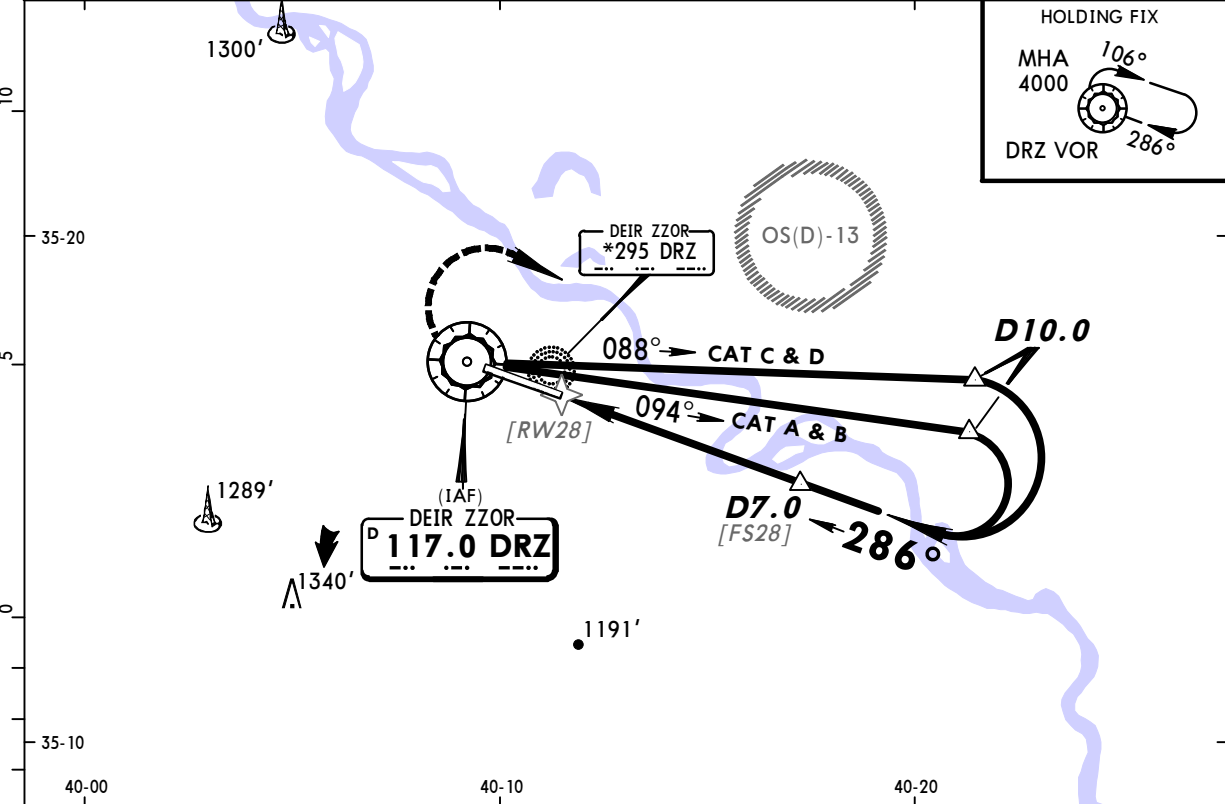 HOLDING FIX
MHA
4000
106°
286°
DRZ VOR
1300'
10
35-20
DEIR ZZOR
*295 DRZ
OS(D)-13
D10.0
5
088°
CAT C & D
094°
CAT A & B
[RW28]
(IAF)
DEIR ZZOR
D 117.0 DRZ
D7.0
[FS28]
286°
1289'
1340'
0
1191'
35-10
40-00
40-10
40-20